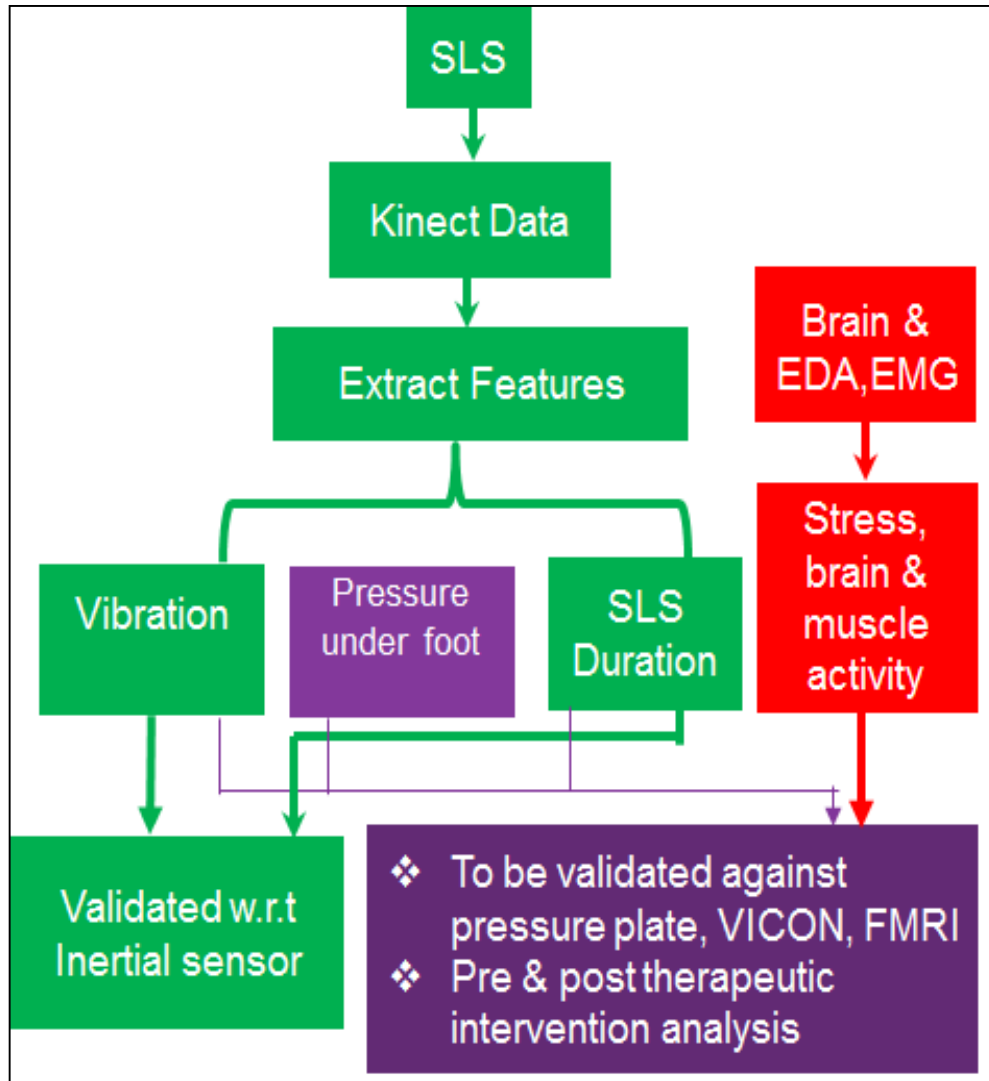 SLS
Kinect Data
Extract Features
Brain &
EDA,EMG
Vibration
Pressure
under foot
SLS
Duration
Stress,
brain &
muscle
activity
Validated w.r.t
Inertial sensor
❖ To be validated against
pressure plate, VICON, FMRI
❖ Pre & post therapeutic
intervention analysis